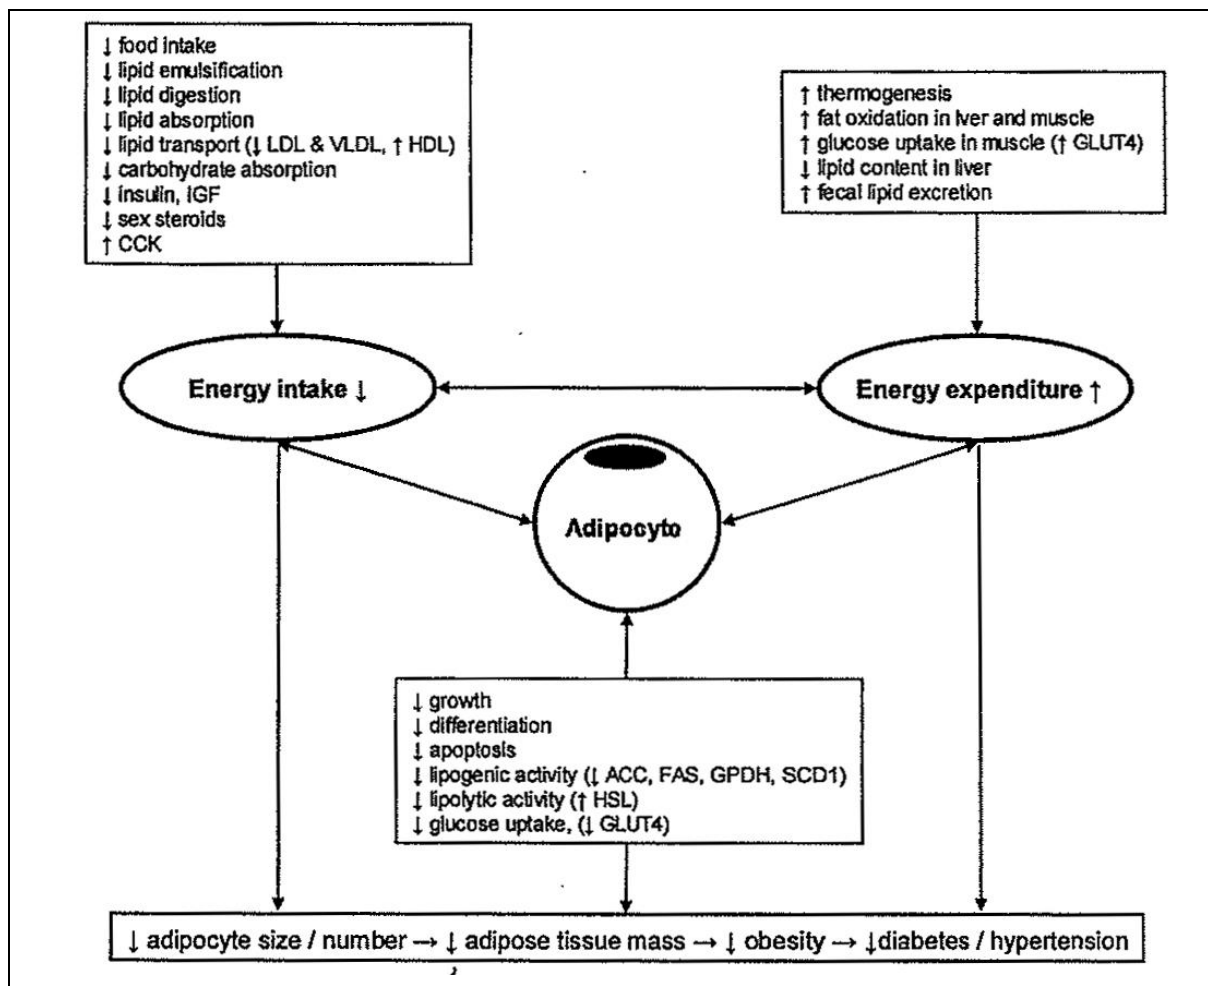 ↓ food intake
↓ lipid emulsification
↓ lipid digestion
↓ lipid absorption
↓ lipid transport (↓ LDL & VLDL, ↑ HDL)
↓ carbohydrate absorption
↓ insulin, IGF
↓ sex steroids
↑ CCK
↑ thermogenesis
↑ fat oxidation in liver and muscle
↑ glucose uptake in muscle (↑ GLUT4)
↓ lipid content in liver
↑ fecal lipid excretion
Energy intake ↓
Energy expenditure ↑
Adipocyto
↓ growth
↓ differentiation
↓ apoptosis
↓ lipogenic activity (↓ ACC, FAS, GPDH, SCD1)
↓ lipolytic activity (↑ HSL)
↓ glucose uptake, (↓ GLUT4)
↓ adipocyte size / number → ↓ adipose tissue mass → ↓ obesity → ↓diabetes / hypertension